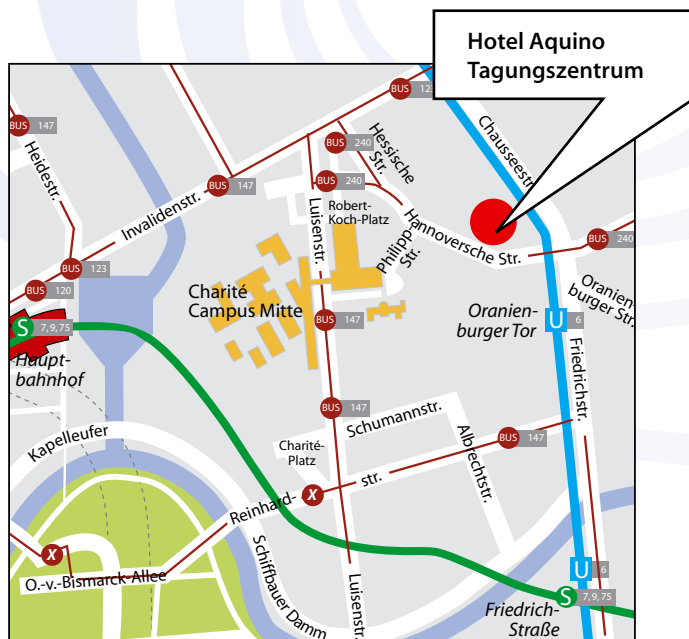 Hotel Aquino
Tagungszentrum
BUS 147
BUS 123
Heidestr.
Invalidenstr.
BUS 147
BUS 240
Hessische
Str.
Chausseestr.
BUS 240
Robert-
Koch-Platz
Luisenstr.
Philipp-
Str.
Hannoversche Str.
BUS 240
Oranien-
burger Str.
BUS 123
BUS 120
S 7, 9, 75
Haupt-
bahnhof
Charité
Campus Mitte
BUS 147
Oranien-
burger Tor
U 6
Friedrichstr.
BUS 147
Schumannstr.
Albrechtstr.
BUS 147
Charité-
Platz
Kapelleufer
Reinhard-
str.
X
X
O.-v.-Bismarck-Allee
Schiffbauer Damm
Luisenstr.
U 6
S 7, 9, 75
Friedrich-
Straße